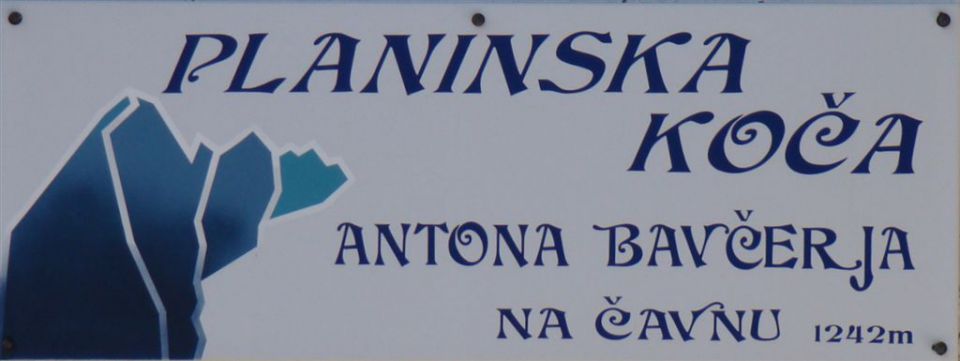 PLANINSKA
KOČA
ANTONA BAVČERJA
NA ČAVNU 1242m